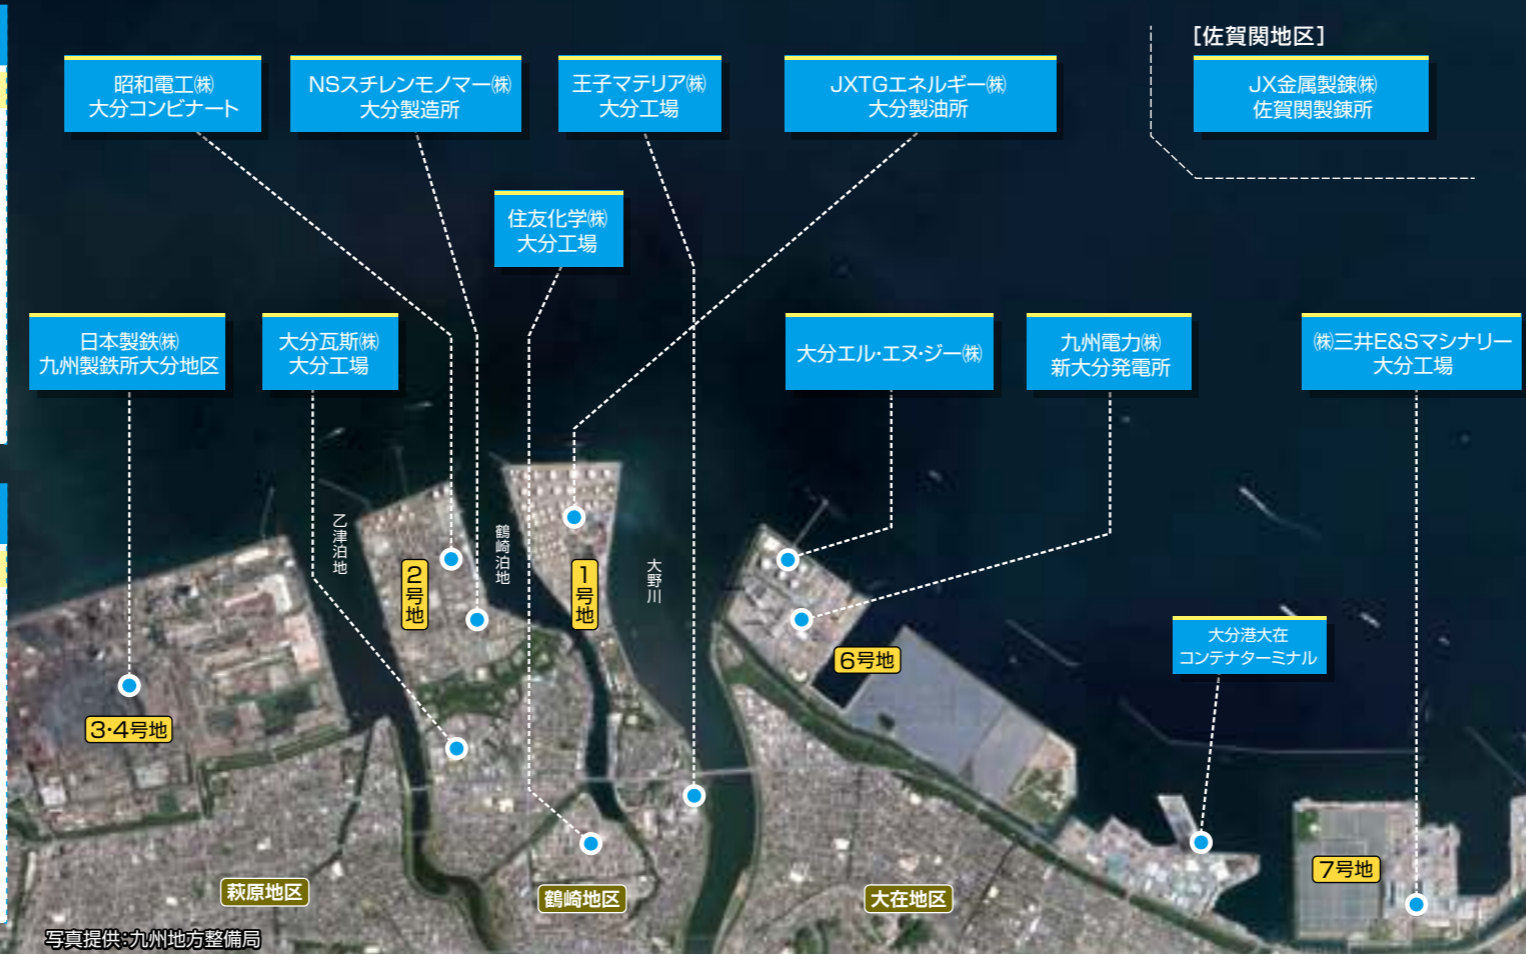 [佐賀関地区]
昭和電工㈱
大分コンビナート
NSスチレンモノマー㈱
大分製造所
王子マテリア㈱
大分工場
JXTGエネルギー㈱
大分製油所
JX金属製錬㈱
佐賀関製錬所
住友化学㈱
大分工場
日本製鉄㈱
九州製鉄所大分地区
大分瓦斯㈱
大分工場
大分エル・エヌ・ジー㈱
九州電力㈱
新大分発電所
㈱三井E&Sマシナリー
大分工場
乙津泊地
2号地
鶴崎泊地
1号地
大野川
6号地
大分港大在
コンテナターミナル
3・4号地
7号地
萩原地区
鶴崎地区
大在地区
写真提供:九州地方整備局